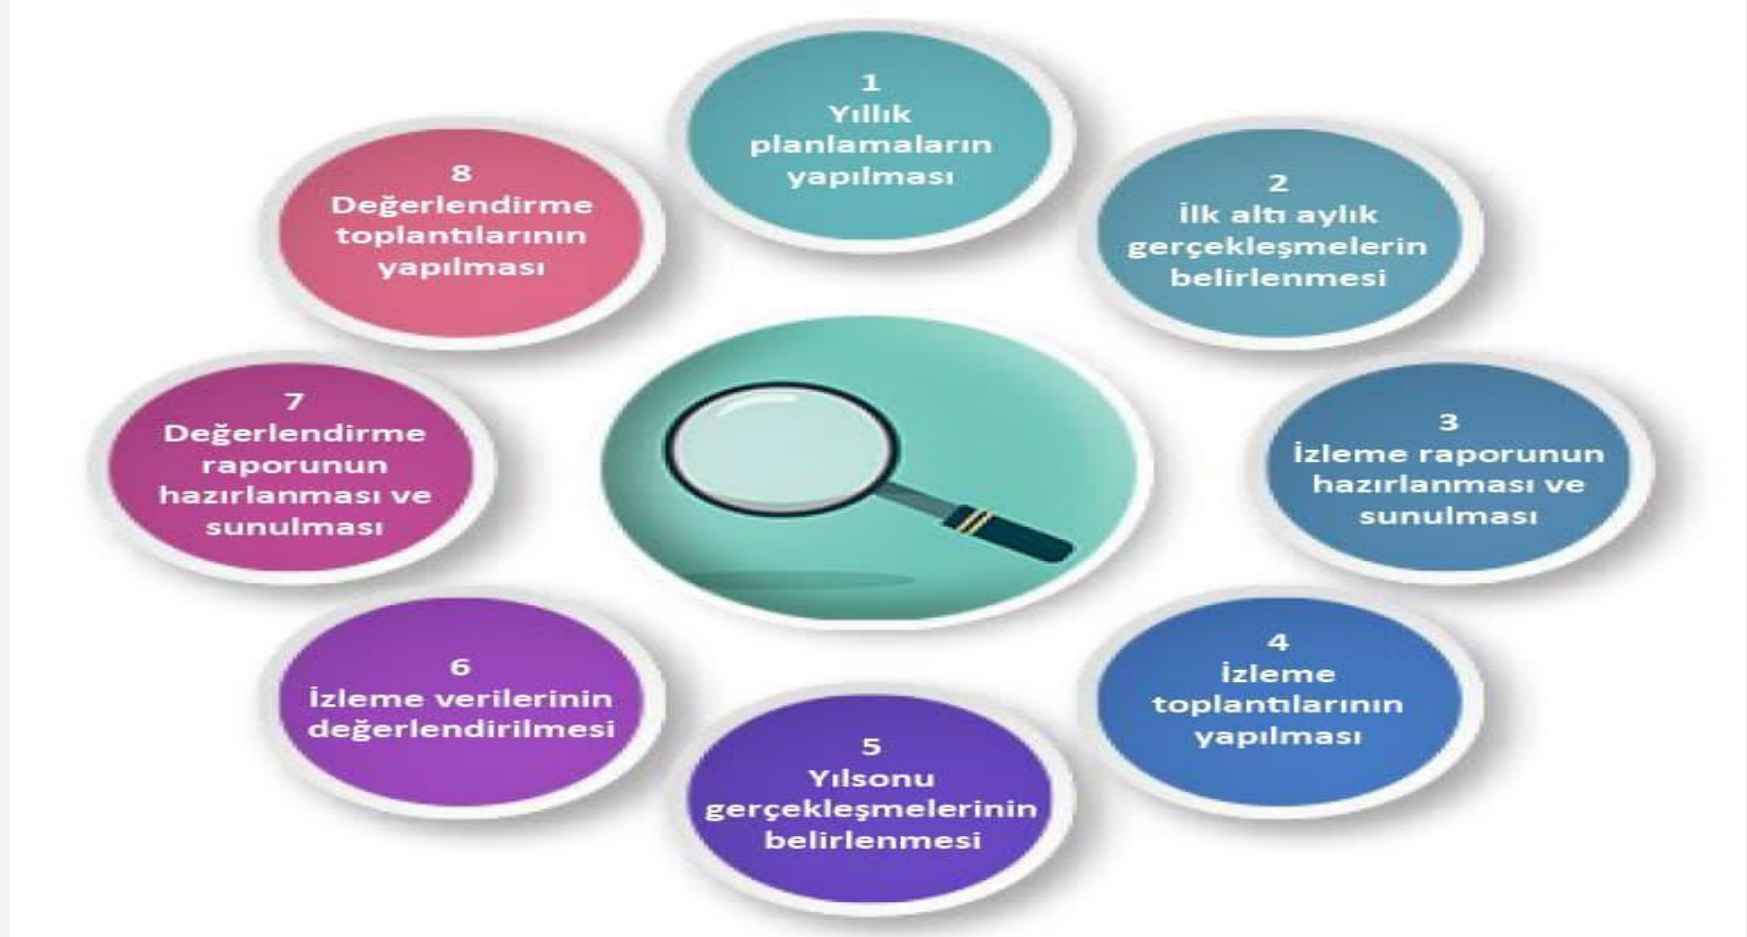 1
Yıllık
planlamaların
yapılması
2
İlk altı aylık
gerçekleşmelerin
belirlenmesi
3
İzleme raporunun
hazırlanması ve
sunulması
4
İzleme
toplantılarının
yapılması
5
Yılsonu
gerçekleşmelerinin
belirlenmesi
6
İzleme verilerinin
değerlendirilmesi
7
Değerlendirme
raporunun
hazırlanması ve
sunulması
8
Değerlendirme
toplantılarının
yapılması